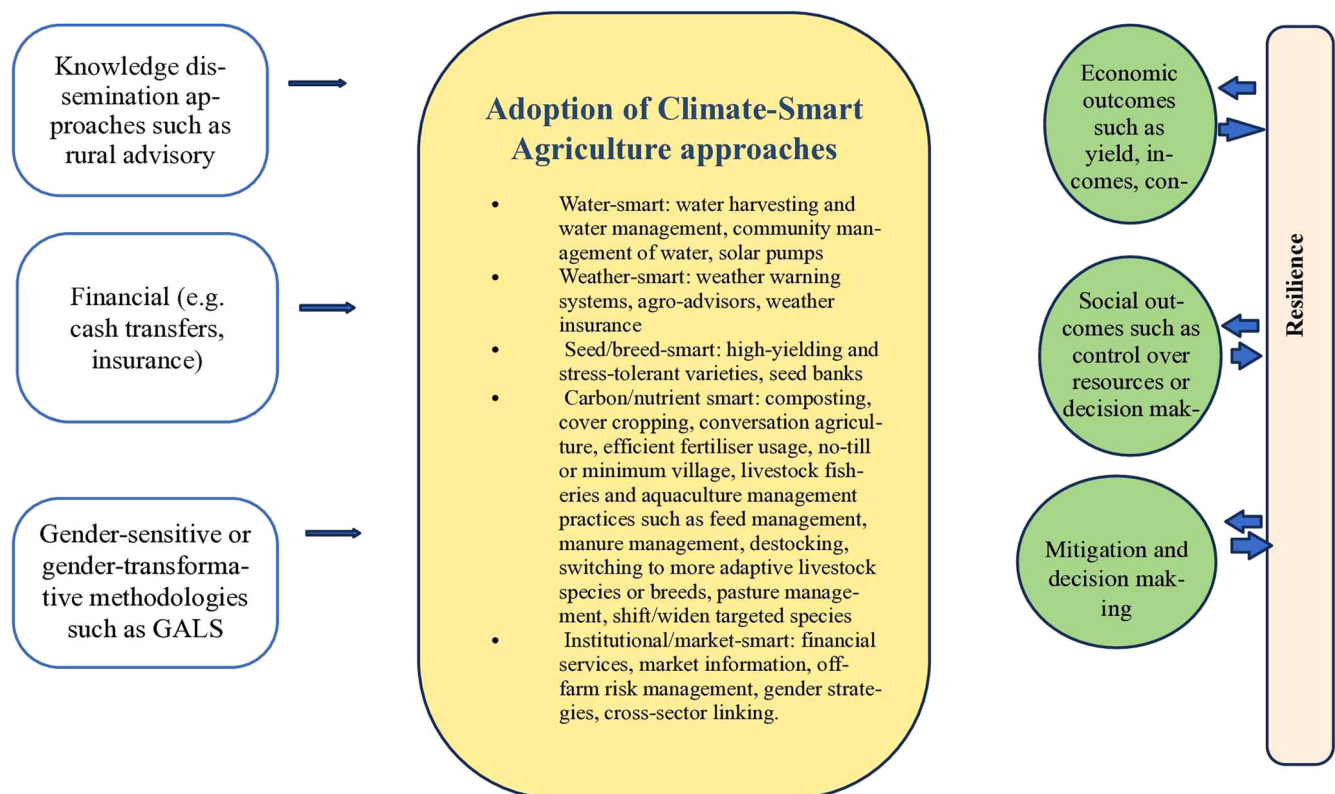 Knowledge dis-
semination ap-
proaches such as
rural advisory
Financial (e.g.
cash transfers,
insurance)
Gender-sensitive or
gender-transforma-
tive methodologies
such as GALS
Adoption of Climate-Smart
Agriculture approaches
• Water-smart: water harvesting and
water management, community man-
agement of water, solar pumps
• Weather-smart: weather warning
systems, agro-advisors, weather
insurance
• Seed/breed-smart: high-yielding and
stress-tolerant varieties, seed banks
• Carbon/nutrient smart: composting,
cover cropping, conversation agricul-
ture, efficient fertiliser usage, no-till
or minimum village, livestock fish-
eries and aquaculture management
practices such as feed management,
manure management, destocking,
switching to more adaptive livestock
species or breeds, pasture manage-
ment, shift/widen targeted species
• Institutional/market-smart: financial
services, market information, off-
farm risk management, gender strate-
gies, cross-sector linking.
Economic
outcomes
such as
yield, in-
comes, con-
Social out-
comes such as
control over
resources or
decision mak-
Mitigation and
decision mak-
ing
Resilience